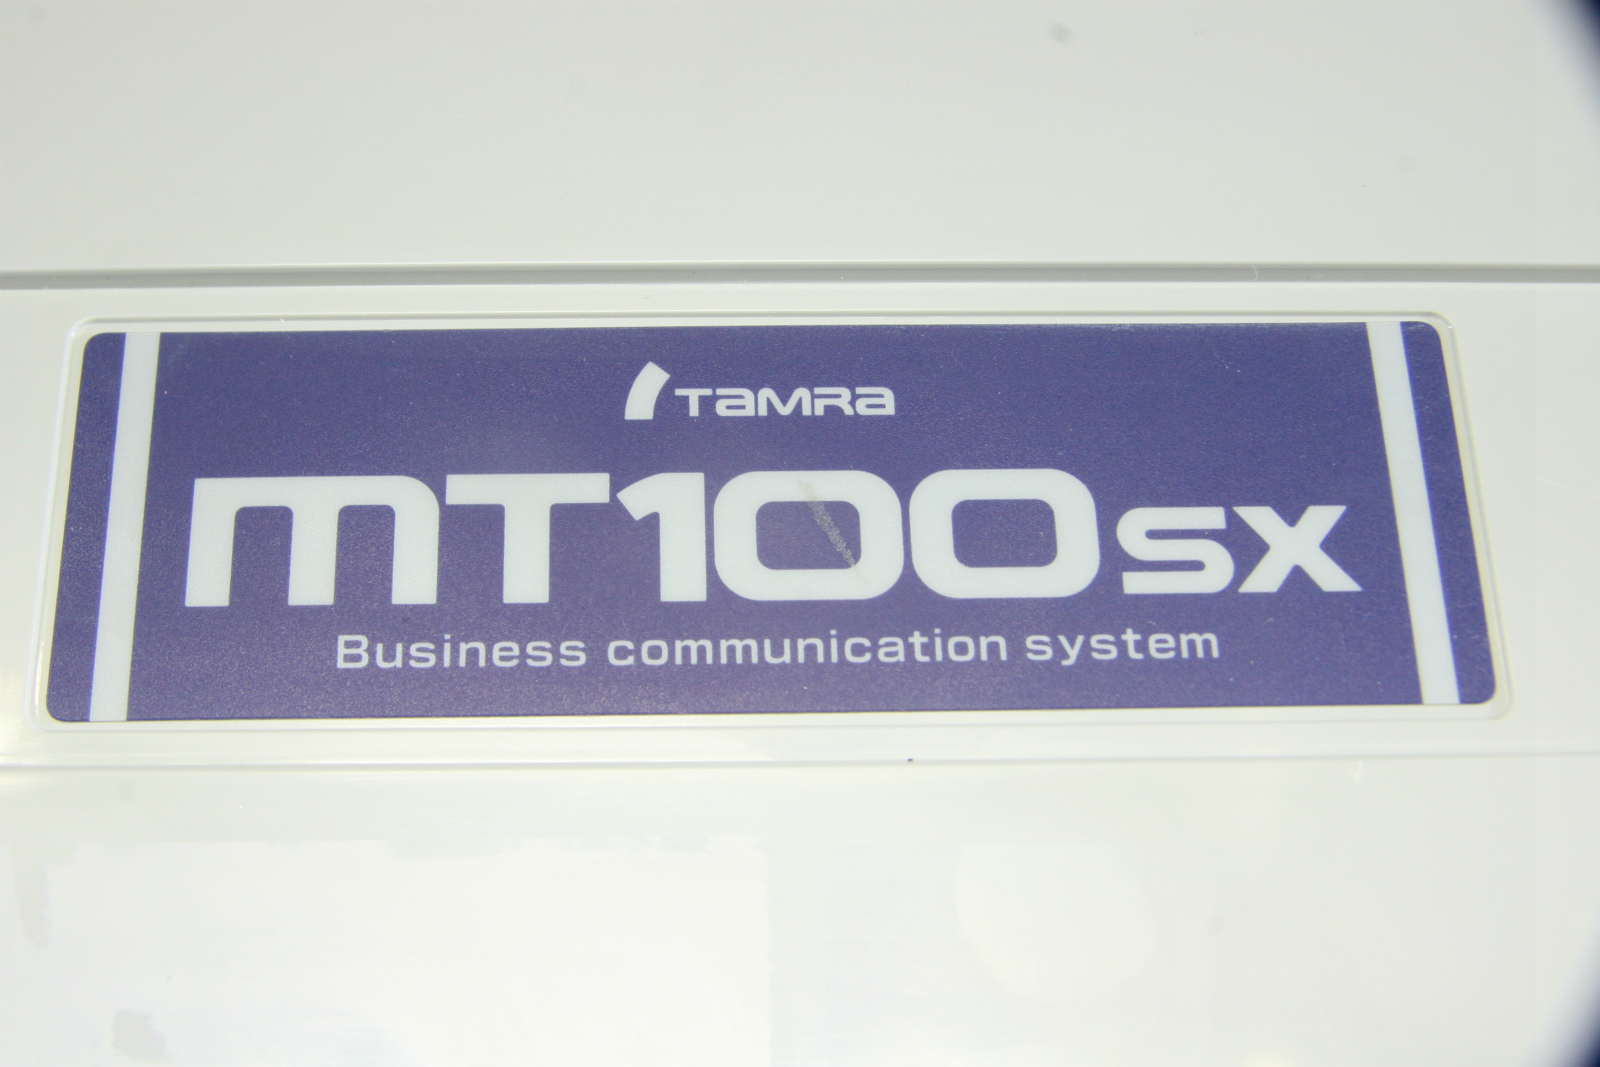 TAMRA
MT100SX
Business communication system